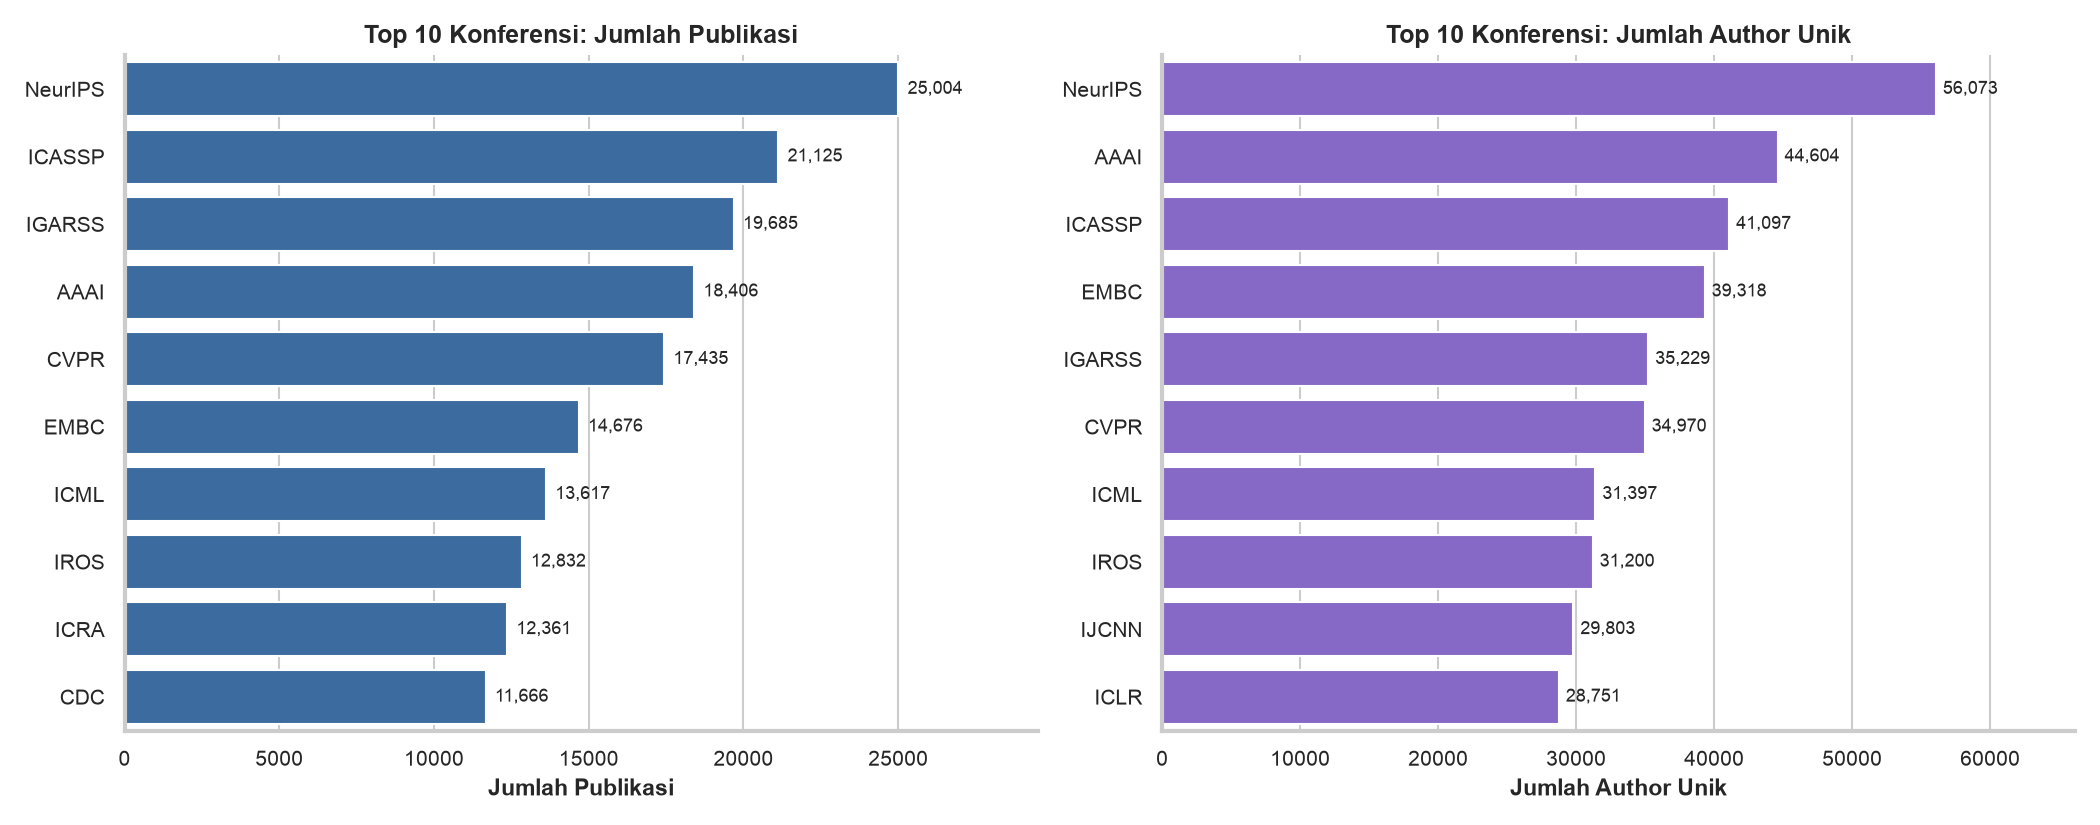 Top 10 Konferensi: Jumlah Publikasi
NeurIPS 25,004
ICASSP 21,125
IGARSS 19,685
AAAI 18,406
CVPR 17,435
EMBC 14,676
ICML 13,617
IROS 12,832
ICRA 12,361
CDC 11,666
0 5000 10000 15000 20000 25000
Jumlah Publikasi
Top 10 Konferensi: Jumlah Author Unik
NeurIPS 56,073
AAAI 44,604
ICASSP 41,097
EMBC 39,318
IGARSS 35,229
CVPR 34,970
ICML 31,397
IROS 31,200
IJCNN 29,803
ICLR 28,751
0 10000 20000 30000 40000 50000 60000
Jumlah Author Unik